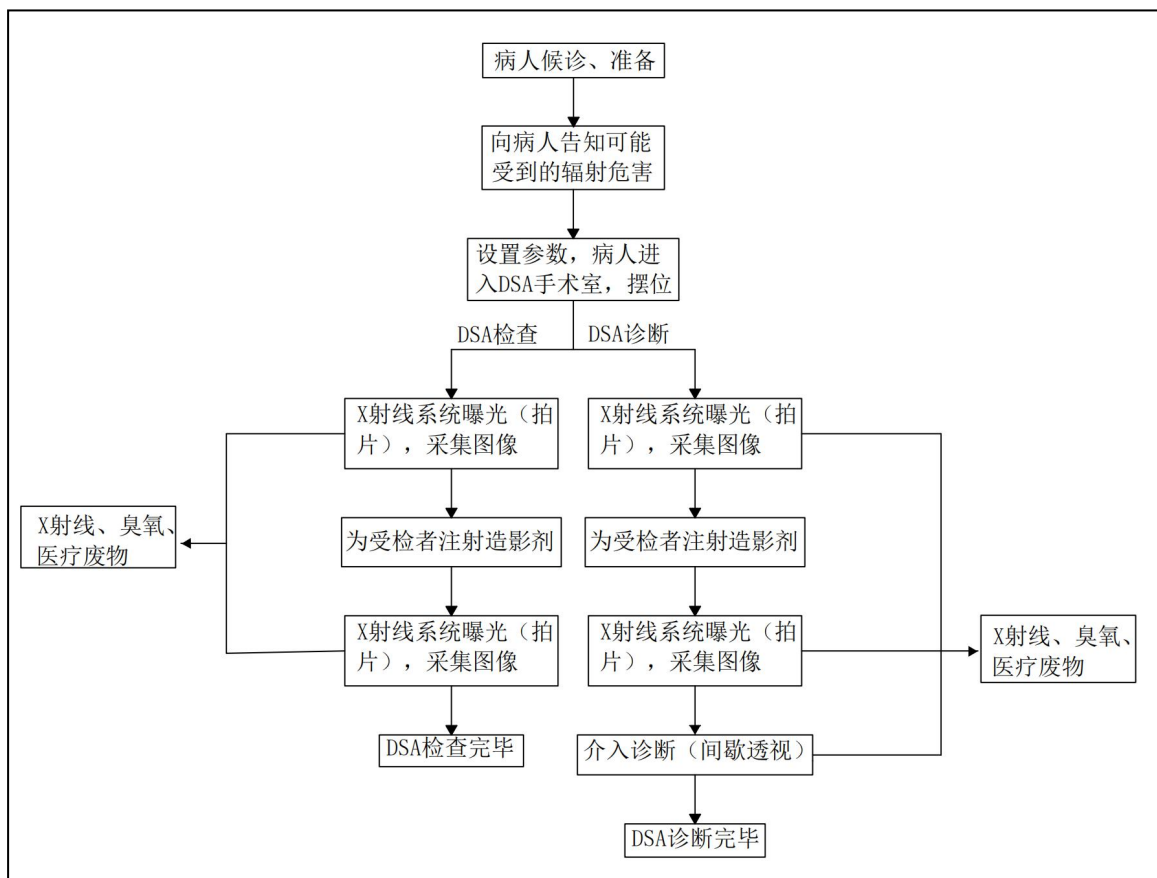 病人候诊、准备
向病人告知可能
受到的辐射危害
设置参数，病人进
入DSA手术室，摆位
DSA检查
DSA诊断
X射线系统曝光（拍
片），采集图像
为受检者注射造影剂
X射线系统曝光（拍
片），采集图像
DSA检查完毕
X射线、臭氧、
医疗废物
X射线系统曝光（拍
片），采集图像
为受检者注射造影剂
X射线系统曝光（拍
片），采集图像
介入诊断（间歇透视）
DSA诊断完毕
X射线、臭氧、
医疗废物